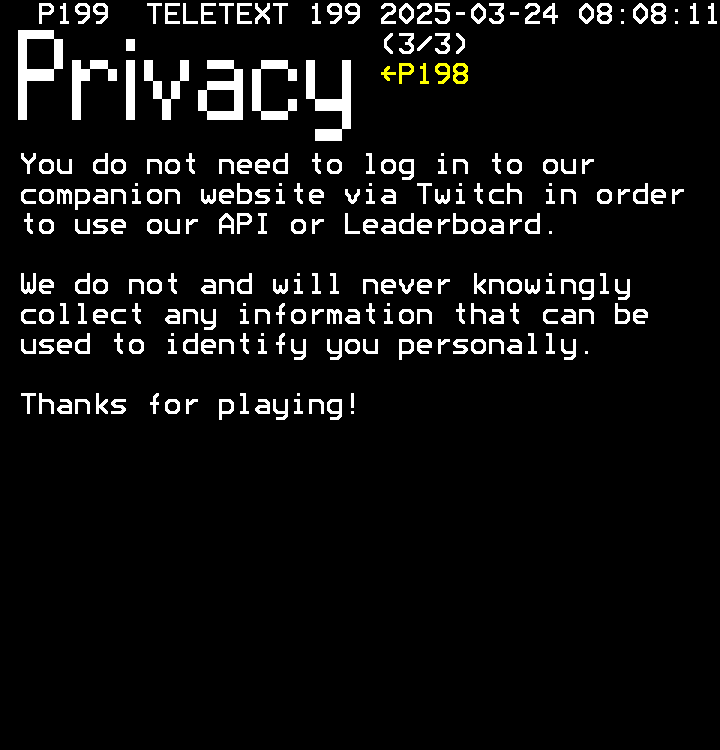 P199 TELETEXT 199 2025-03-24 08:08:11
Privacy
(3/3)
←P198
You do not need to log in to our
companion website via Twitch in order
to use our API or Leaderboard.
We do not and will never knowingly
collect any information that can be
used to identify you personally.
Thanks for playing!